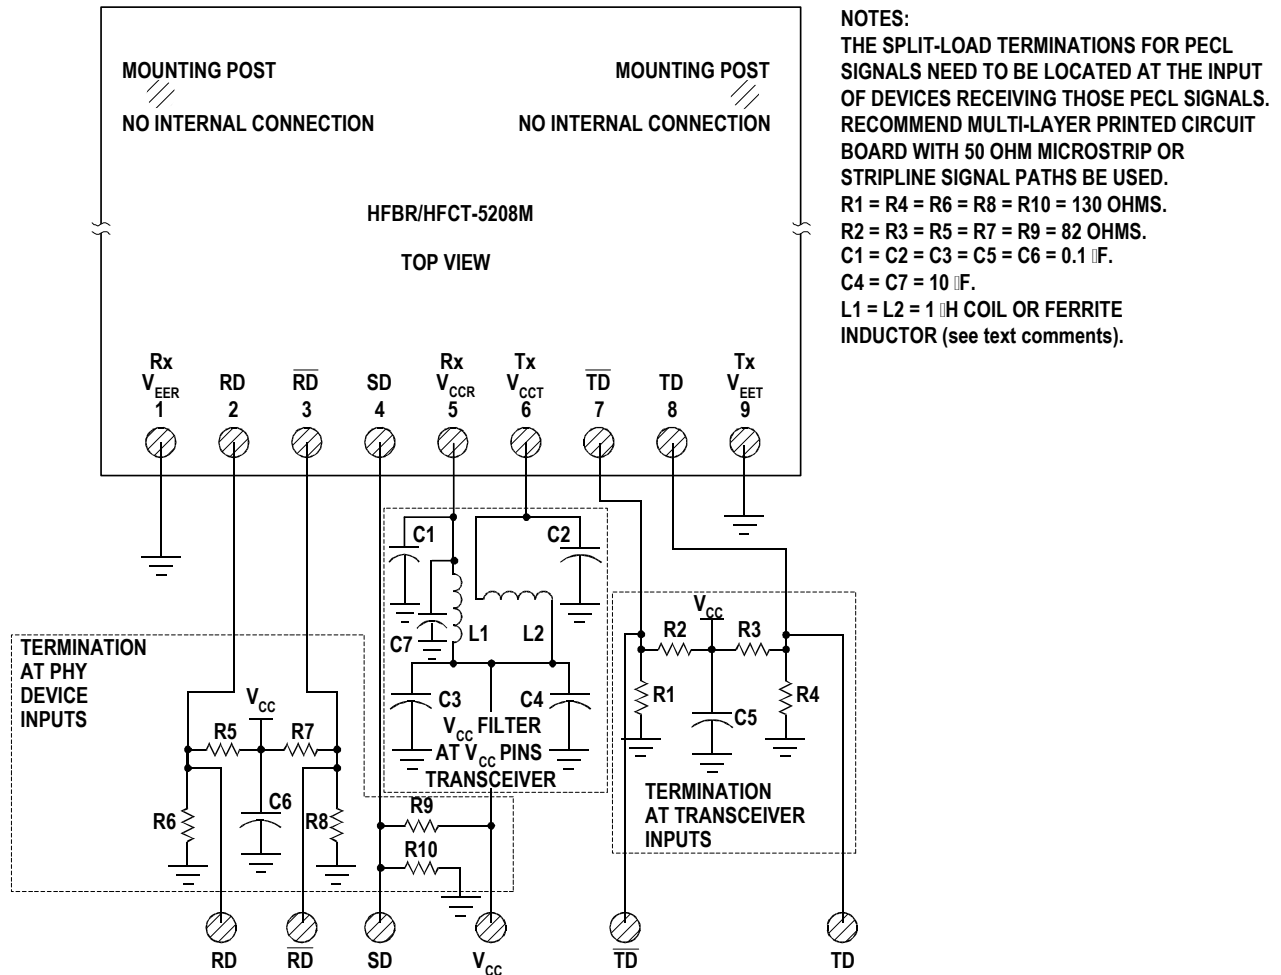 NOTES:
THE SPLIT-LOAD TERMINATIONS FOR PECL
SIGNALS NEED TO BE LOCATED AT THE INPUT
OF DEVICES RECEIVING THOSE PECL SIGNALS.
RECOMMEND MULTI-LAYER PRINTED CIRCUIT
BOARD WITH 50 OHM MICROSTRIP OR
STRIPLINE SIGNAL PATHS BE USED.
R1 = R4 = R6 = R8 = R10 = 130 OHMS.
R2 = R3 = R5 = R7 = R9 = 82 OHMS.
C1 = C2 = C3 = C5 = C6 = 0.1 F.
C4 = C7 = 10 F.
L1 = L2 = 1 H COIL OR FERRITE
INDUCTOR (see text comments).
MOUNTING POST
NO INTERNAL CONNECTION
MOUNTING POST
NO INTERNAL CONNECTION
HFBR/HFCT-5208M
TOP VIEW
Rx
VEER
1
RD
2
RD
3
SD
4
Rx
VCCR
5
Tx
VCCT
6
TD
7
TD
8
Tx
VEET
9
C1
C2
C7
L1
L2
C3
C4
VCC FILTER
AT VCC PINS
TRANSCEIVER
TERMINATION
AT PHY
DEVICE
INPUTS
VCC
R5
R7
R6
C6
R8
R9
R10
VCC
R2
R3
R1
C5
R4
TERMINATION
AT TRANSCEIVER
INPUTS
RD
RD
SD
VCC
TD
TD